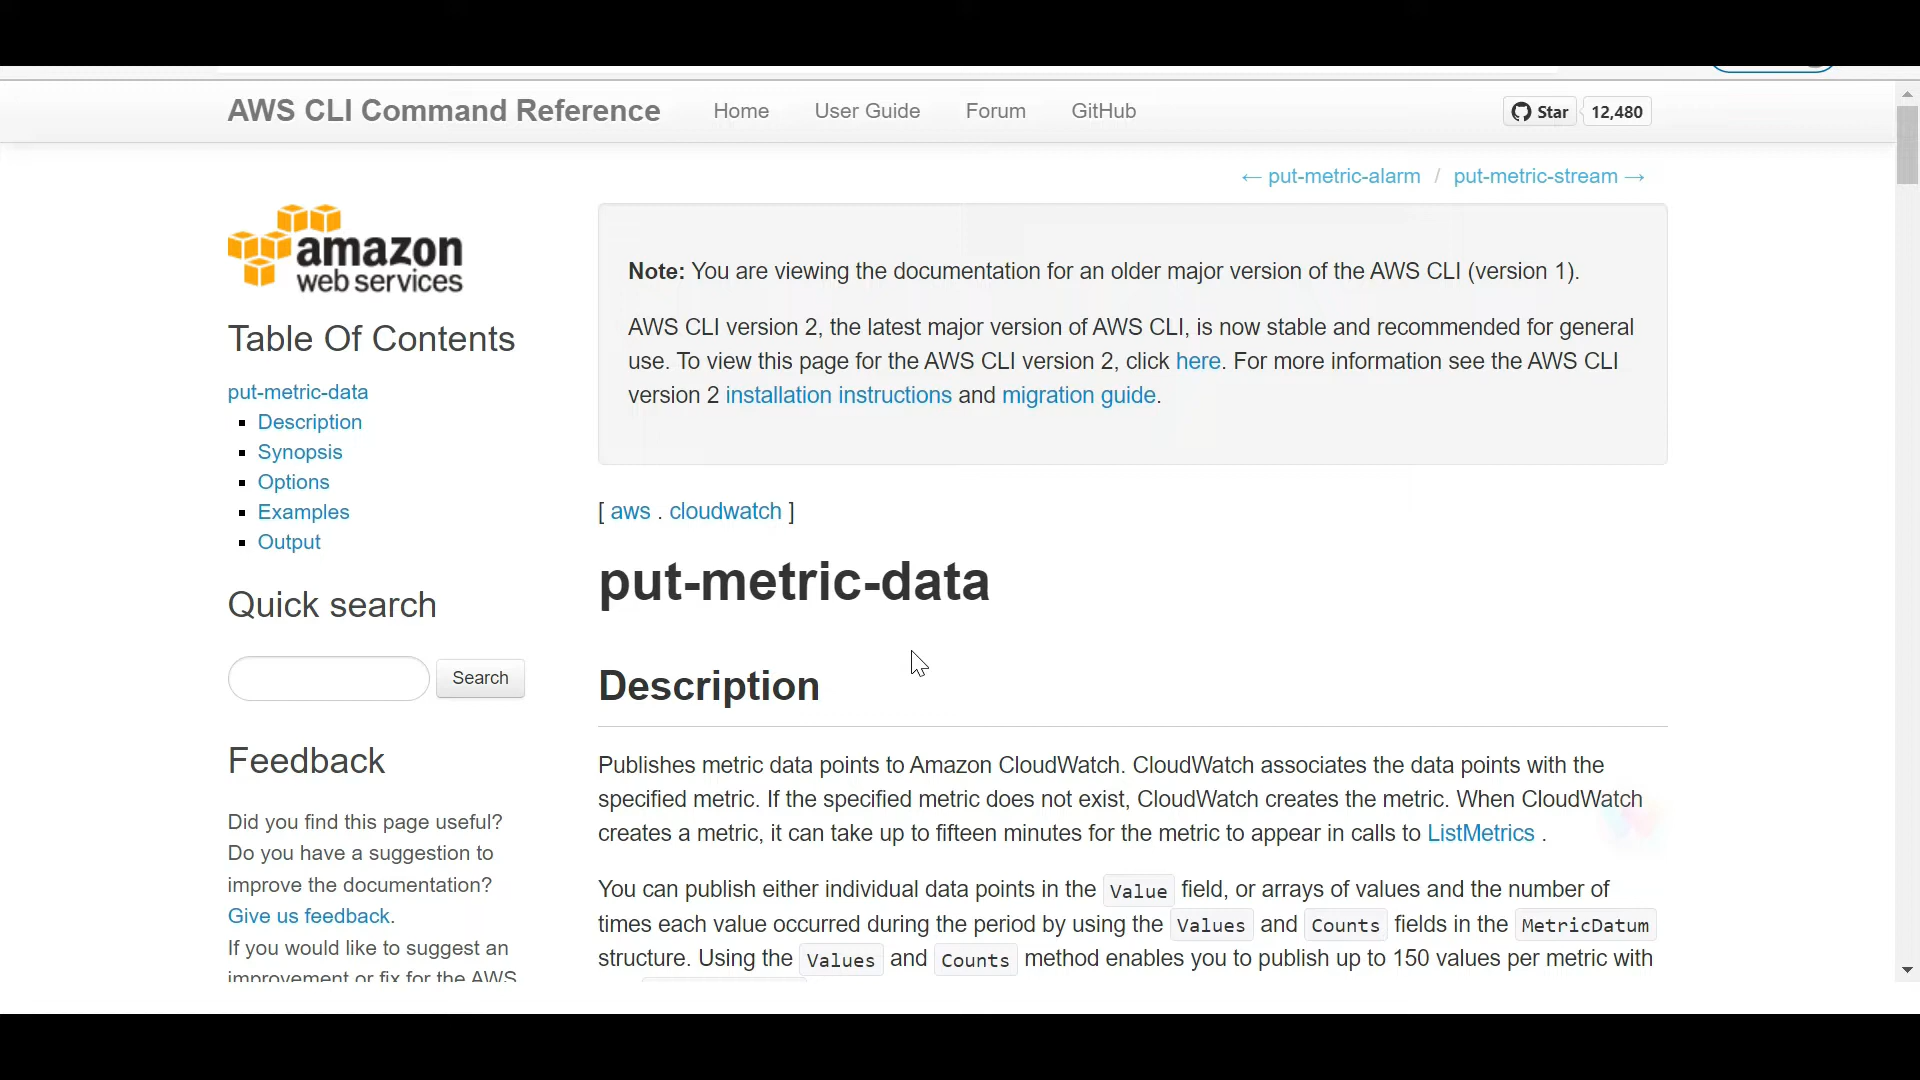 AWS CLI Command Reference Home User Guide Forum GitHub Star 12,480
← put-metric-alarm / put-metric-stream →
amazon
web services
Table Of Contents
put-metric-data
Description
Synopsis
Options
Examples
Output
Quick search
Search
Feedback
Did you find this page useful?
Do you have a suggestion to
improve the documentation?
Give us feedback.
If you would like to suggest an
improvement or fix for the AWS
Note: You are viewing the documentation for an older major version of the AWS CLI (version 1).
AWS CLI version 2, the latest major version of AWS CLI, is now stable and recommended for general
use. To view this page for the AWS CLI version 2, click here. For more information see the AWS CLI
version 2 installation instructions and migration guide.
[ aws . cloudwatch ]
put-metric-data
Description
Publishes metric data points to Amazon CloudWatch. CloudWatch associates the data points with the
specified metric. If the specified metric does not exist, CloudWatch creates the metric. When CloudWatch
creates a metric, it can take up to fifteen minutes for the metric to appear in calls to ListMetrics .
You can publish either individual data points in the Value field, or arrays of values and the number of
times each value occurred during the period by using the Values and Counts fields in the MetricDatum
structure. Using the Values and Counts method enables you to publish up to 150 values per metric with